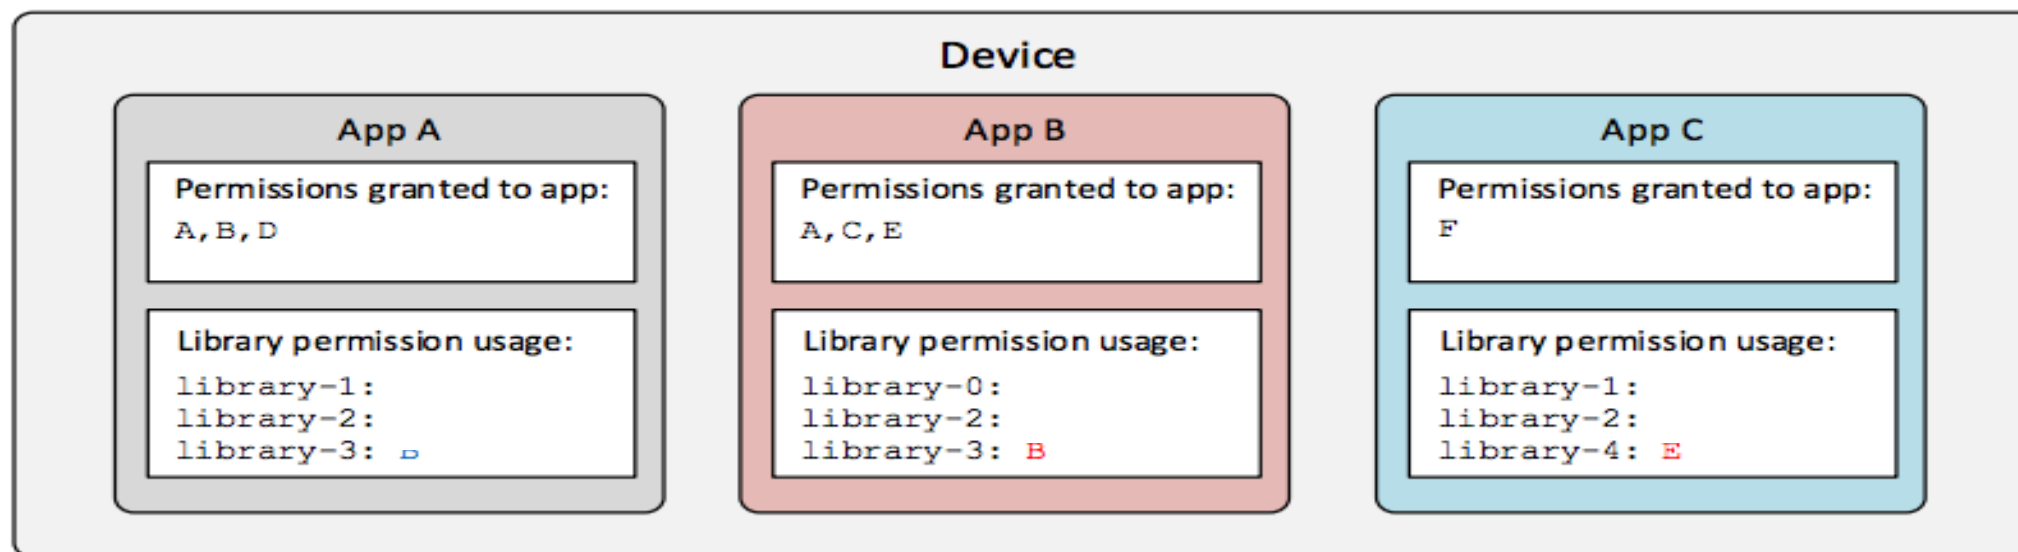 Device
App A
Permissions granted to app:
A,B,D
Library permission usage:
library-1:
library-2:
library-3:
App B
Permissions granted to app:
A,C,E
Library permission usage:
library-0:
library-2:
library-3: B
App C
Permissions granted to app:
F
Library permission usage:
library-1:
library-2:
library-4: E